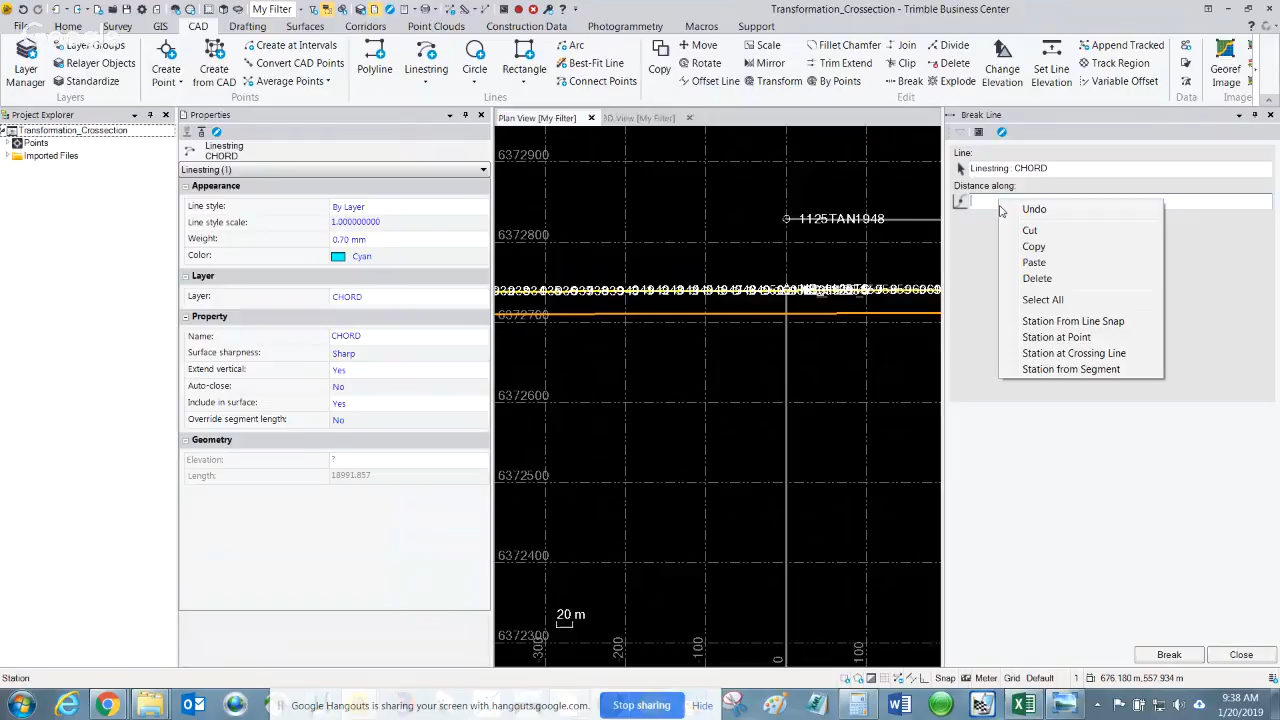 My Filter
Transformation_Crossection - Trimble Business Center
Survey GIS CAD Drafting Surfaces Corridors Point Clouds Quantities Drone Data Photogrammetry Macros Support
Layer Manager
Layer Groups
Relayer Objects
Standardize
Layers
Create Point
Create from CAD
Create at Intervals
Convert CAD Points
Average Points
Points
Polyline
Linestring
Circle
Rectangle
Arc
Best-Fit Line
Connect Points
Lines
Copy
Move
Rotate
Offset Line
Scale
Mirror
Transform
Fillet Chamfer
Trim Extend
By Points
Join
Clip
Break
Divide
Delete
Explode
Edit
Change Elevation
Set Line Elevation
Append Tracked
Track Region
Variable Offset
Data
Georef
Image
Project Explorer
Transformation_Crossection
Points
Imported Files
Properties
Linestring
CHORD
Linestring (1)
Appearance
Line style: By Layer
Line style scale: 1.00000000
Weight: 0.70 mm
Color: Cyan
Layer
Layer: CHORD
Property
Name: CHORD
Surface sharpness: Sharp
Extend vertical: Yes
Auto-close: No
Include in surface: Yes
Override segment length: No
Geometry
Elevation: ?
Length: 18991.857
Plan View [My Filter]
3D View [My Filter]
6372900
1125TAN1948
6372800
6372700
6372600
6372500
6372400
20 m
6372300
-300
-200
-100
0
100
Break Line
Line:
Linestring : CHORD
Distance along:
Undo
Cut
Copy
Paste
Delete
Select All
Station From Line Snap
Station at Point
Station at Crossing Line
Station from Segment
Break Close
Station
Snap Meter Grid Default 1 676.180 m,557.934 m
Google Hangouts is sharing your screen with hangouts.google.com.
Stop sharing
Hide
9:38 AM
1/20/2019